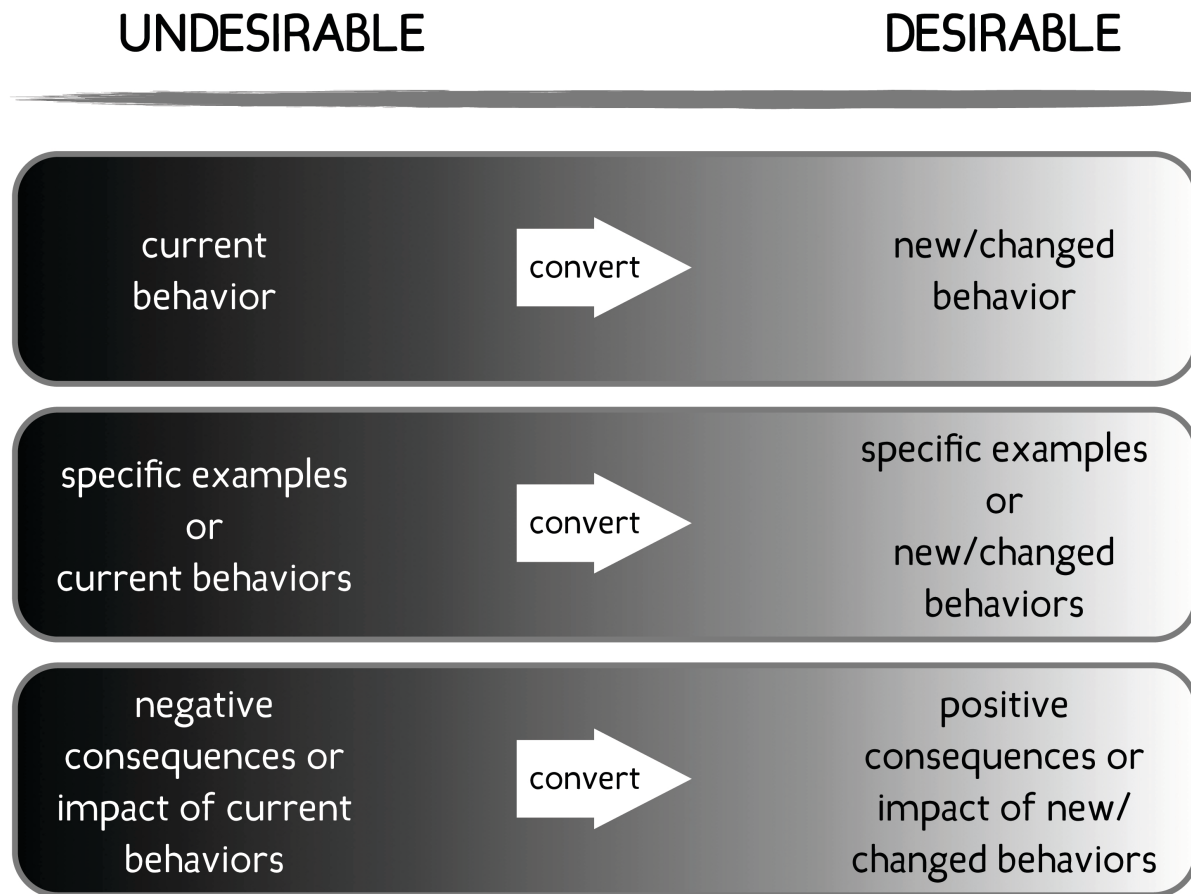 UNDESIRABLE
DESIRABLE
current
behavior
convert
new/changed
behavior
specific examples
or
current behaviors
convert
specific examples
or
new/changed
behaviors
negative
consequences or
impact of current
behaviors
convert
positive
consequences or
impact of new/
changed behaviors